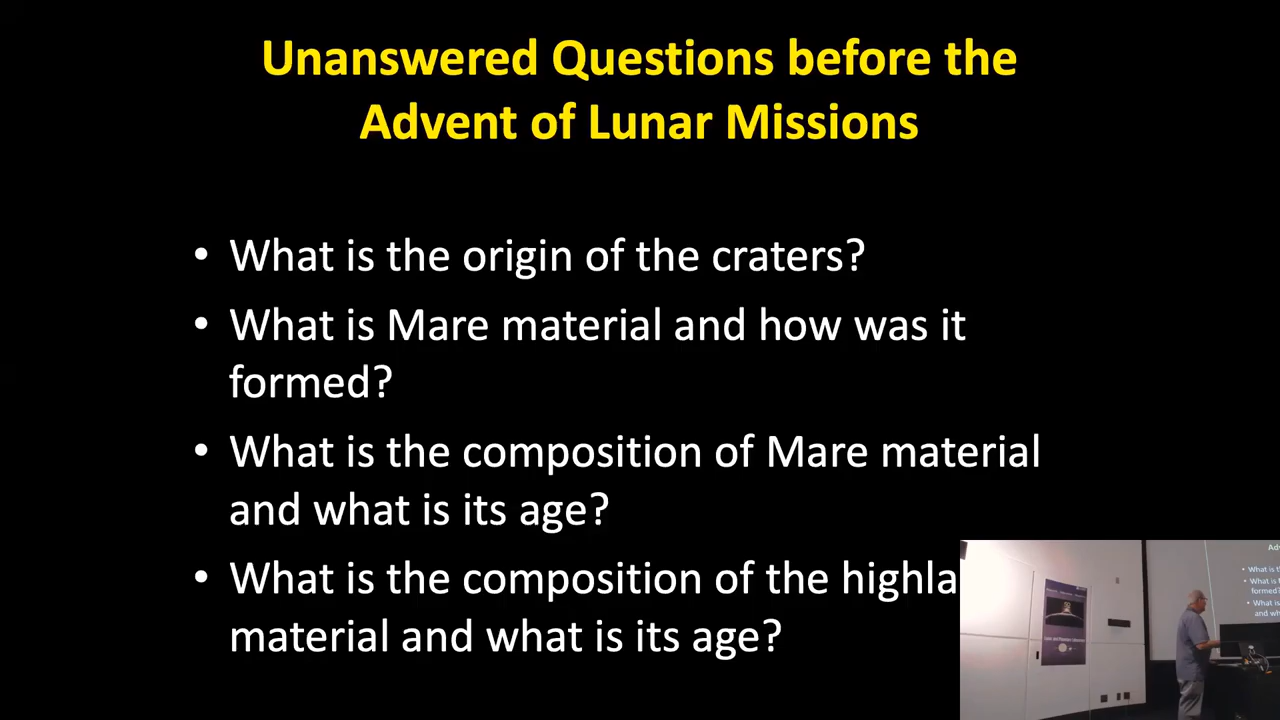 Unanswered Questions before the
Advent of Lunar Missions
• What is the origin of the craters?
• What is Mare material and how was it
formed?
• What is the composition of Mare material
and what is its age?
• What is the composition of the highla
material and what is its age?